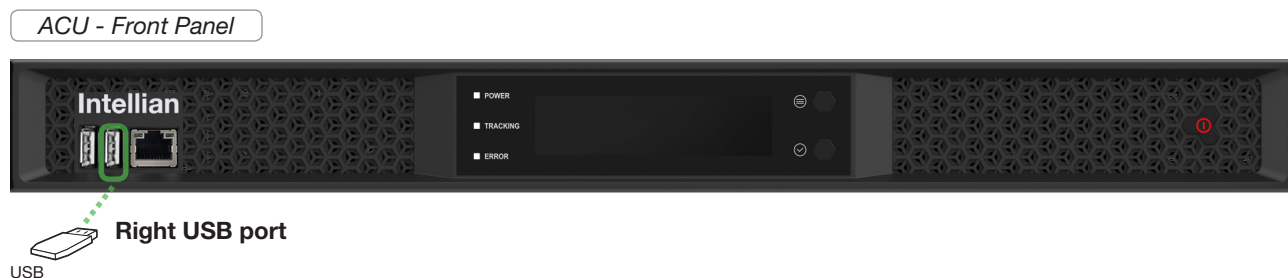 ACU - Front Panel
Intellian
POWER
TRACKING
ERROR
Right USB port
USB